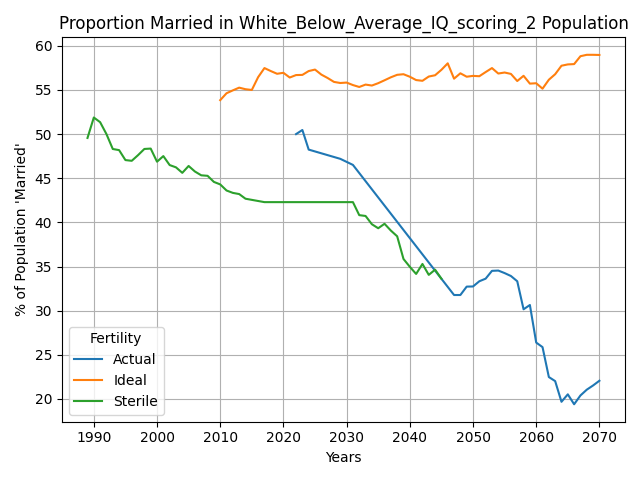 Proportion Married in White_Below_Average_IQ_scoring_2 Population
% of Population 'Married'
60
55
50
45
40
35
30
25
20
Fertility
Actual
Ideal
Sterile
1990 2000 2010 2020 2030 2040 2050 2060 2070
Years